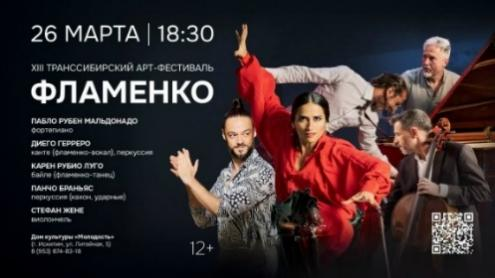 26 МАРТА | 18:30
XIII ТРАНССИБИРСКИЙ АРТ-ФЕСТИВАЛЬ
ФЛАМЕНКО
ПАБЛО РУБЕН МАЛЬДОНАДО
фортепиано
ДИЕГО ГЕРРЕРО
канте (фламенко-вокал), перкуссия
КАРЕН РУБИО ЛУГО
байле (фламенко-танец)
ПАНЧО БРАНЬЯС
перкуссия (кахон, ударные)
СТЕФАН ЖЕНЕ
виолончель
Дом культуры «Молодость»
(г. Искитим, ул. Литейная, 5)
8 (953) 874-83-18
12+